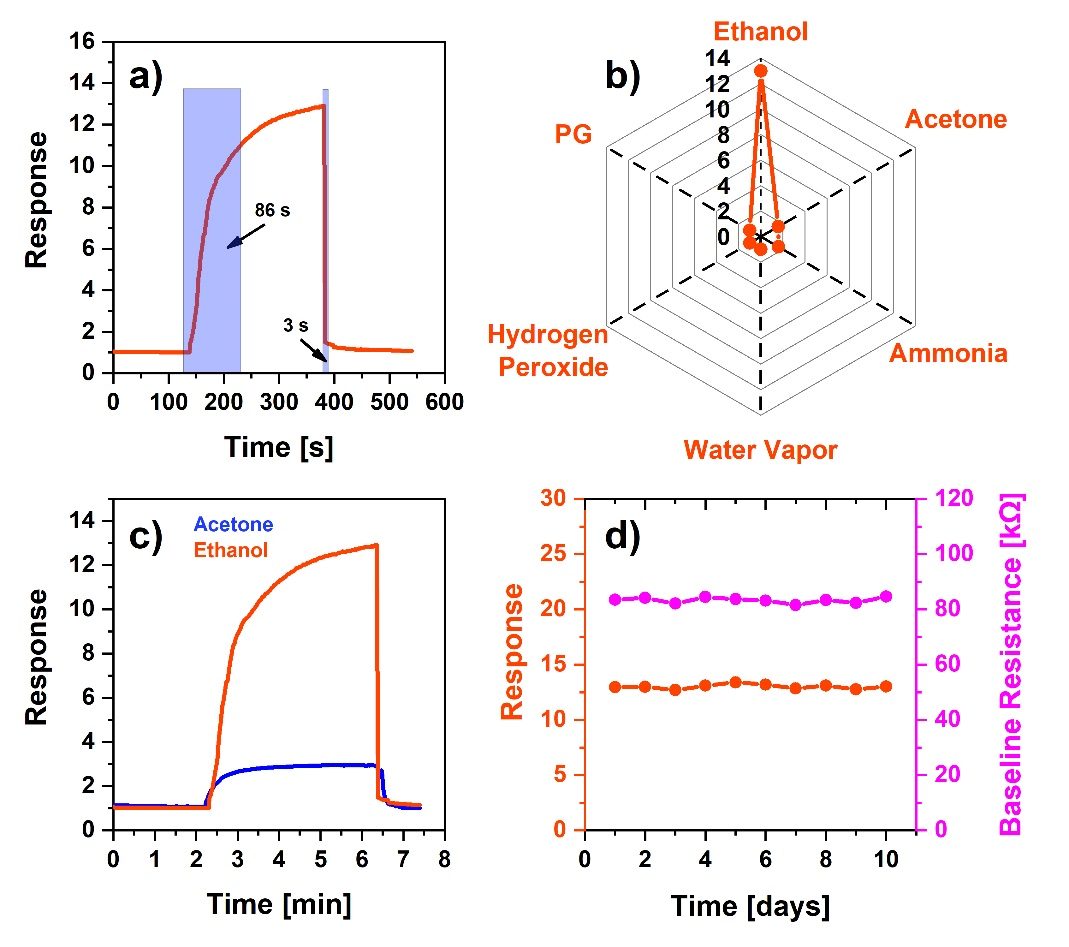 a)
16
14
12
10
8
6
4
2
0
Response
86 s
3 s
0 100 200 300 400 500 600
Time [s]
b)
Ethanol
14
12
10
8
6
4
2
0
PG
Acetone
Hydrogen
Peroxide
Ammonia
Water Vapor
c)
Acetone
Ethanol
14
12
10
8
6
4
2
0
Response
0 1 2 3 4 5 6 7 8
Time [min]
d)
30
25
20
15
10
5
0
Response
120
100
80
60
40
20
0
Baseline Resistance [kΩ]
0 2 4 6 8 10
Time [days]